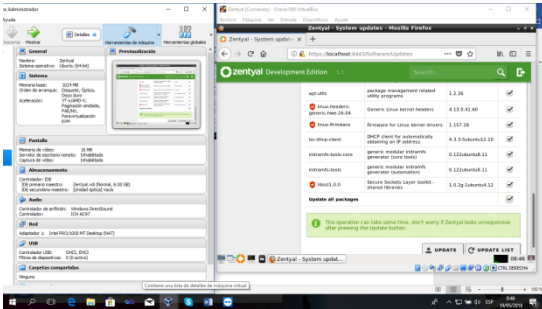 Administrador
Zentyal [Corriendo] - Oracle VM VirtualBox
Archivo Máquina Ver Entrada Dispositivos Ayuda
Zentyal - System updates - Mozilla Firefox
Descartar Mostrar
Detalles
Herramientas de máquina
Herramientas globales
General
Nombre: Zentyal
Sistema operativo: Ubuntu (64-bit)
Sistema
Memoria base: 1024 MB
Orden de arranque: Disquete, Óptica,
Disco duro
Aceleración: VT-x/AMD-V,
Paginación anidada,
PAE/NX,
Paravirtualización
KVM
Previsualización
Pantalla
Memoria de vídeo: 16 MB
Servidor de escritorio remoto: Inhabilitado
Captura de vídeo: Inhabilitado
Almacenamiento
Controlador: IDE
IDE primario maestro: Zentyal.vdi (Normal, 8,00 GB)
IDE secundario maestro: [Unidad óptica] Vacío
Audio
Controlador de anfitrión: Windows DirectSound
Controlador: ICH AC97
Red
Adaptador 1: Intel PRO/1000 MT Desktop (NAT)
USB
Controlador USB: OHCI, EHCI
Filtros de dispositivos: 0 (0 activo)
Carpetas compartidas
Ninguno
Contiene una lista de detalles de máquina virtual
Zentyal - System updat
https://localhost:8443/Software/Updates
zentyal Development Edition 5.1
Search...
apt-utils package management related utility programs 1.2.26
linux-headers-generic-hwe-16.04 Generic Linux kernel headers 4.13.0.41.60
linux-firmware Firmware for Linux kernel drivers 1.157.18
isc-dhcp-client DHCP client for automatically obtaining an IP address 4.3.3-5ubuntu12.10
initramfs-tools-core generic modular initramfs generator (core tools) 0.122ubuntu8.11
initramfs-tools generic modular initramfs generator (automation) 0.122ubuntu8.11
libssl1.0.0 Secure Sockets Layer toolkit - shared libraries 1.0.2g-1ubuntu4.12
Update all packages
This operation can take some time, don't worry if Zentyal looks unresponsive
after pressing the Update button.
UPDATE UPDATE LIST
Zentyal - System updat...
08:46
CTRL DERECHA
100 %
ESP
8:46
18/05/2018